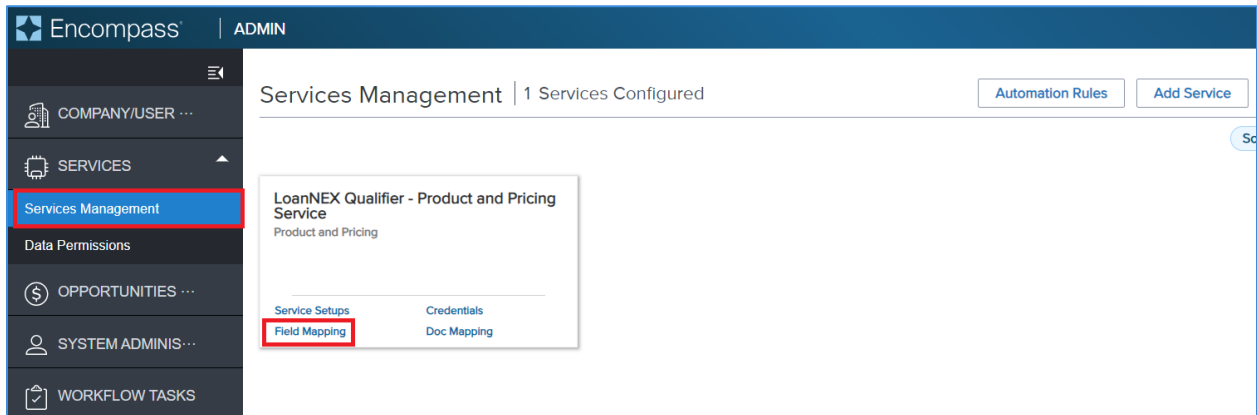 Encompass® | ADMIN
COMPANY/USER ···
SERVICES
Services Management
Data Permissions
OPPORTUNITIES ···
SYSTEM ADMINIS···
WORKFLOW TASKS
Services Management | 1 Services Configured
Automation Rules
Add Service
LoanNEX Qualifier - Product and Pricing
Service
Product and Pricing
Service Setups Credentials
Field Mapping Doc Mapping